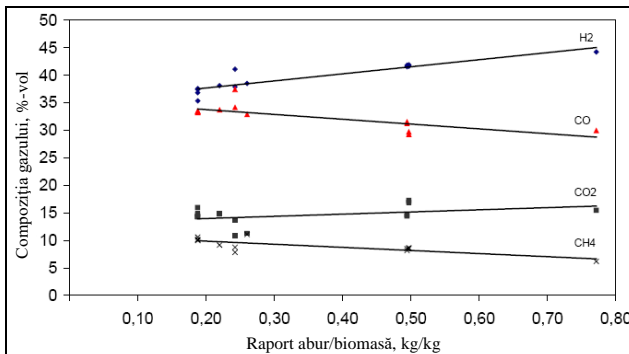 50
45
40
35
30
25
20
15
10
5
0
Compoziția gazului, %-vol
H2
CO
CO2
CH4
0,10 0,20 0,30 0,40 0,50 0,60 0,70 0,80
Raport abur/biomasă, kg/kg